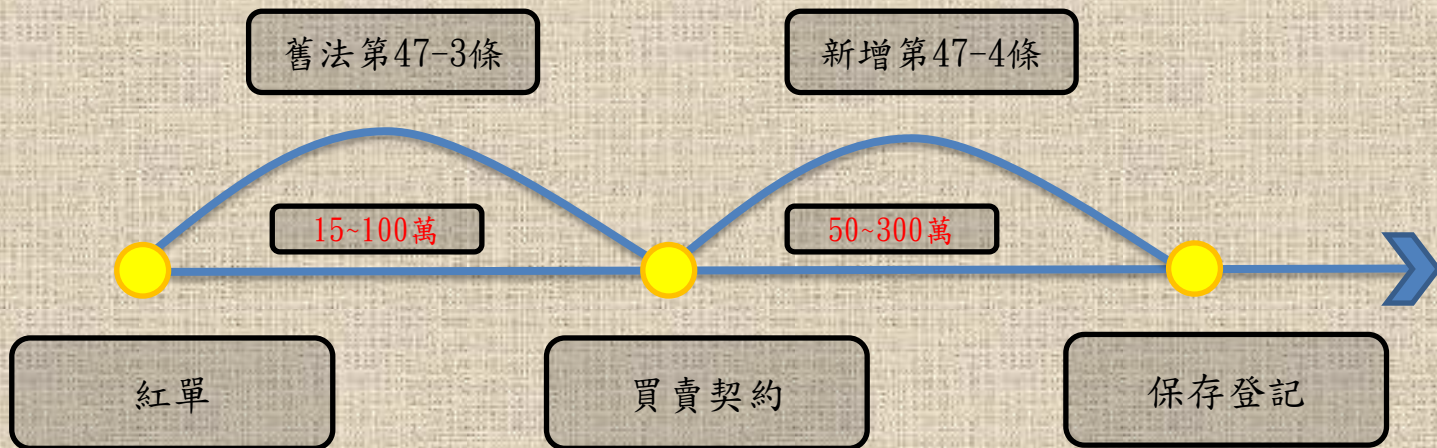 舊法第47-3條
新增第47-4條
15~100萬
50~300萬
紅單
買賣契約
保存登記